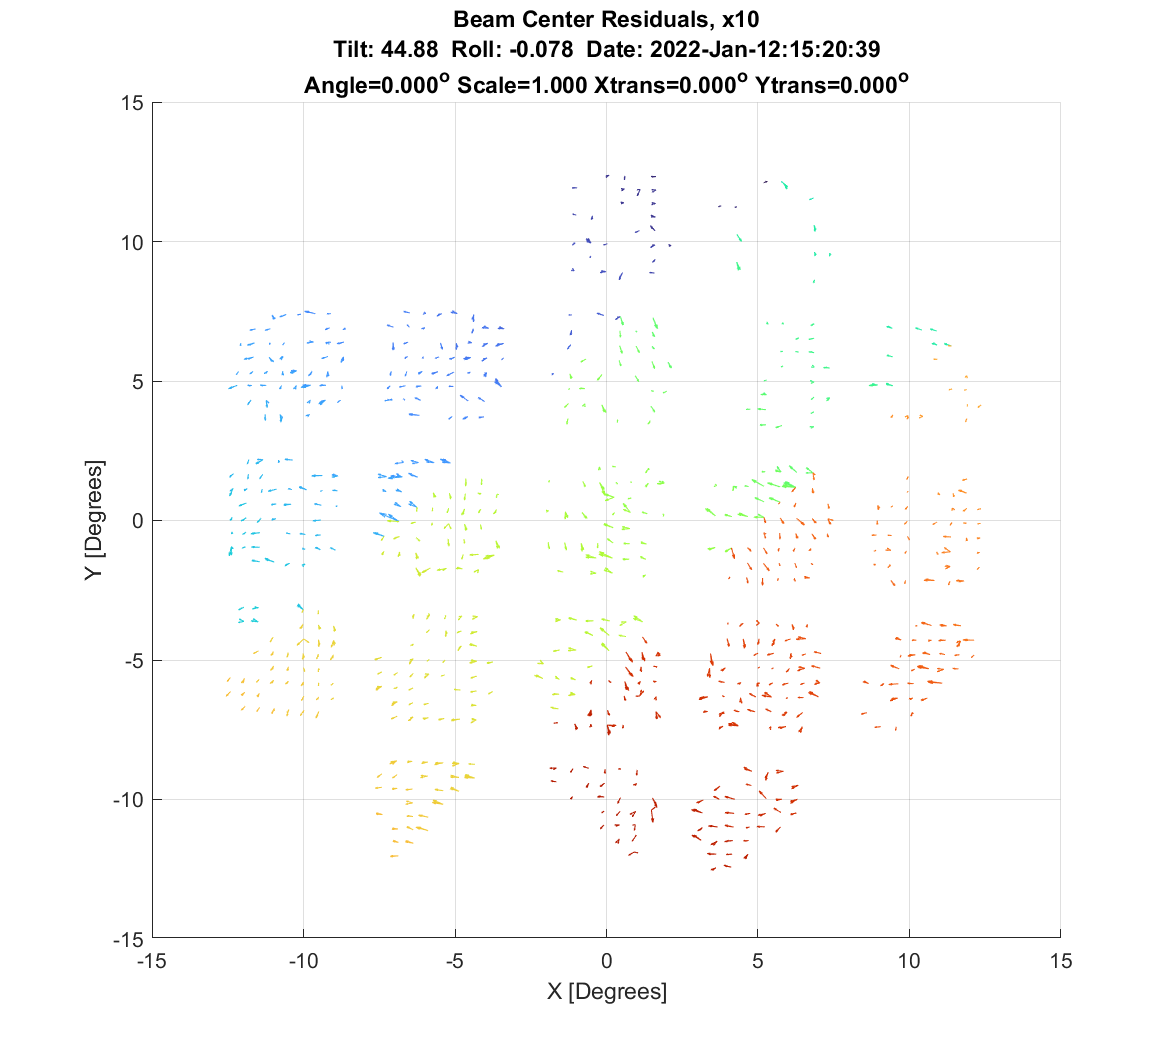 Beam Center Residuals, x10
Tilt: 44.88 Roll: -0.078 Date: 2022-Jan-12:15:20:39
Angle=0.000° Scale=1.000 Xtrans=0.000° Ytrans=0.000°
15
10
5
0
-5
-10
-15
Y [Degrees]
-15 -10 -5 0 5 10 15
X [Degrees]